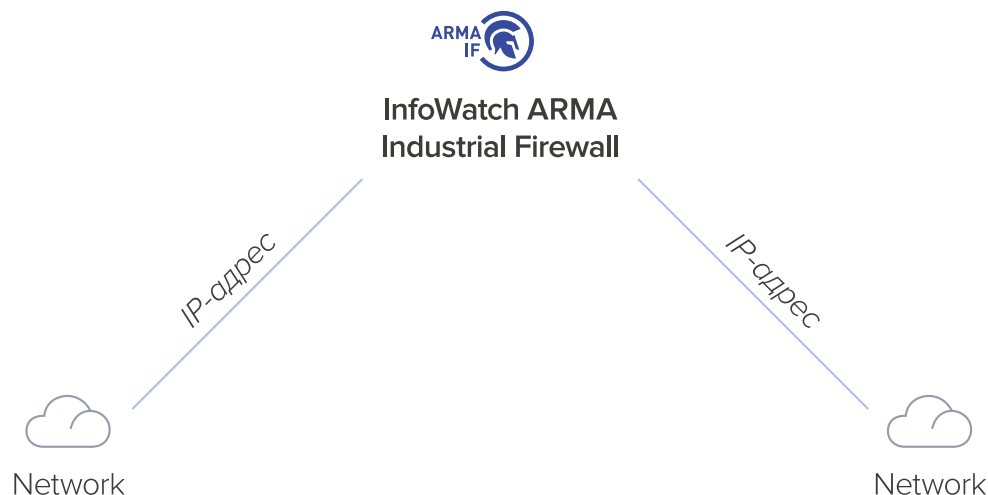 ARMA
IF
InfoWatch ARMA
Industrial Firewall
IP-адрес
IP-адрес
Network
Network